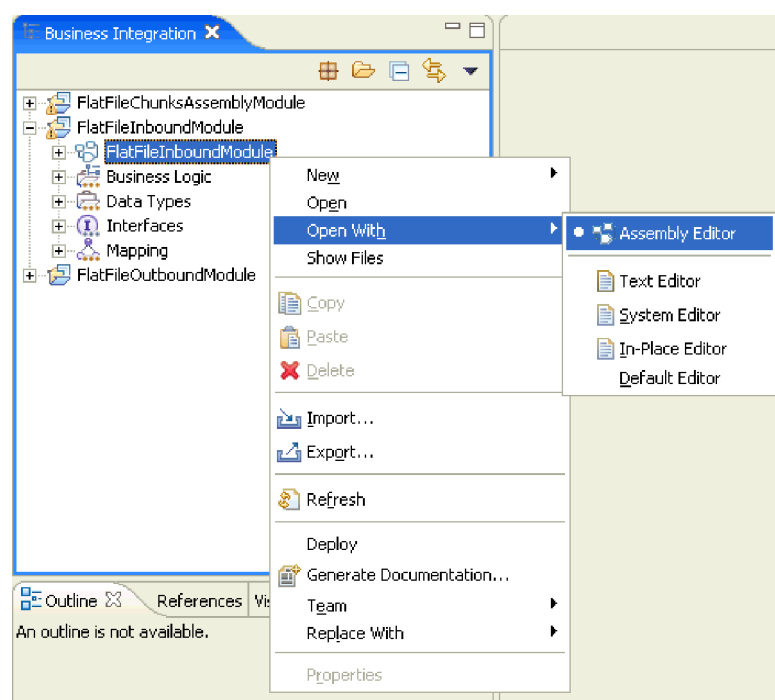 Business Integration
FlatFileChunksAssemblyModule
FlatFileInboundModule
FlatFileInboundModule
Business Logic
Data Types
Interfaces
Mapping
FlatFileOutboundModule
New
Open
Open With
Show Files
Copy
Paste
Delete
Import...
Export...
Refresh
Deploy
Generate Documentation...
Team
Replace With
Properties
Assembly Editor
Text Editor
System Editor
In-Place Editor
Default Editor
Outline References
An outline is not available.